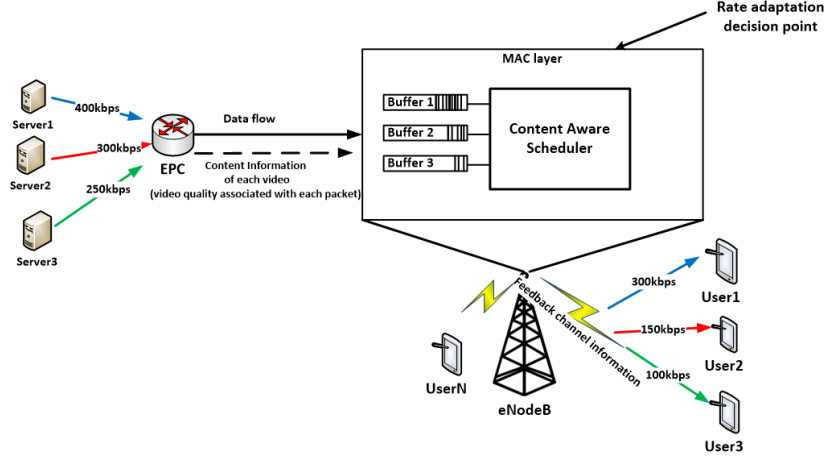 Rate adaptation
decision point
MAC layer
Server1
400kbps
Buffer 1
Data flow
Content Aware
Scheduler
Buffer 2
300kbps
Server2
EPC
Content Information
of each video
(video quality associated with each packet)
Buffer 3
250kbps
Server3
300kbps
User1
Feedback channel information
150kbps
User2
100kbps
UserN
eNodeB
User3